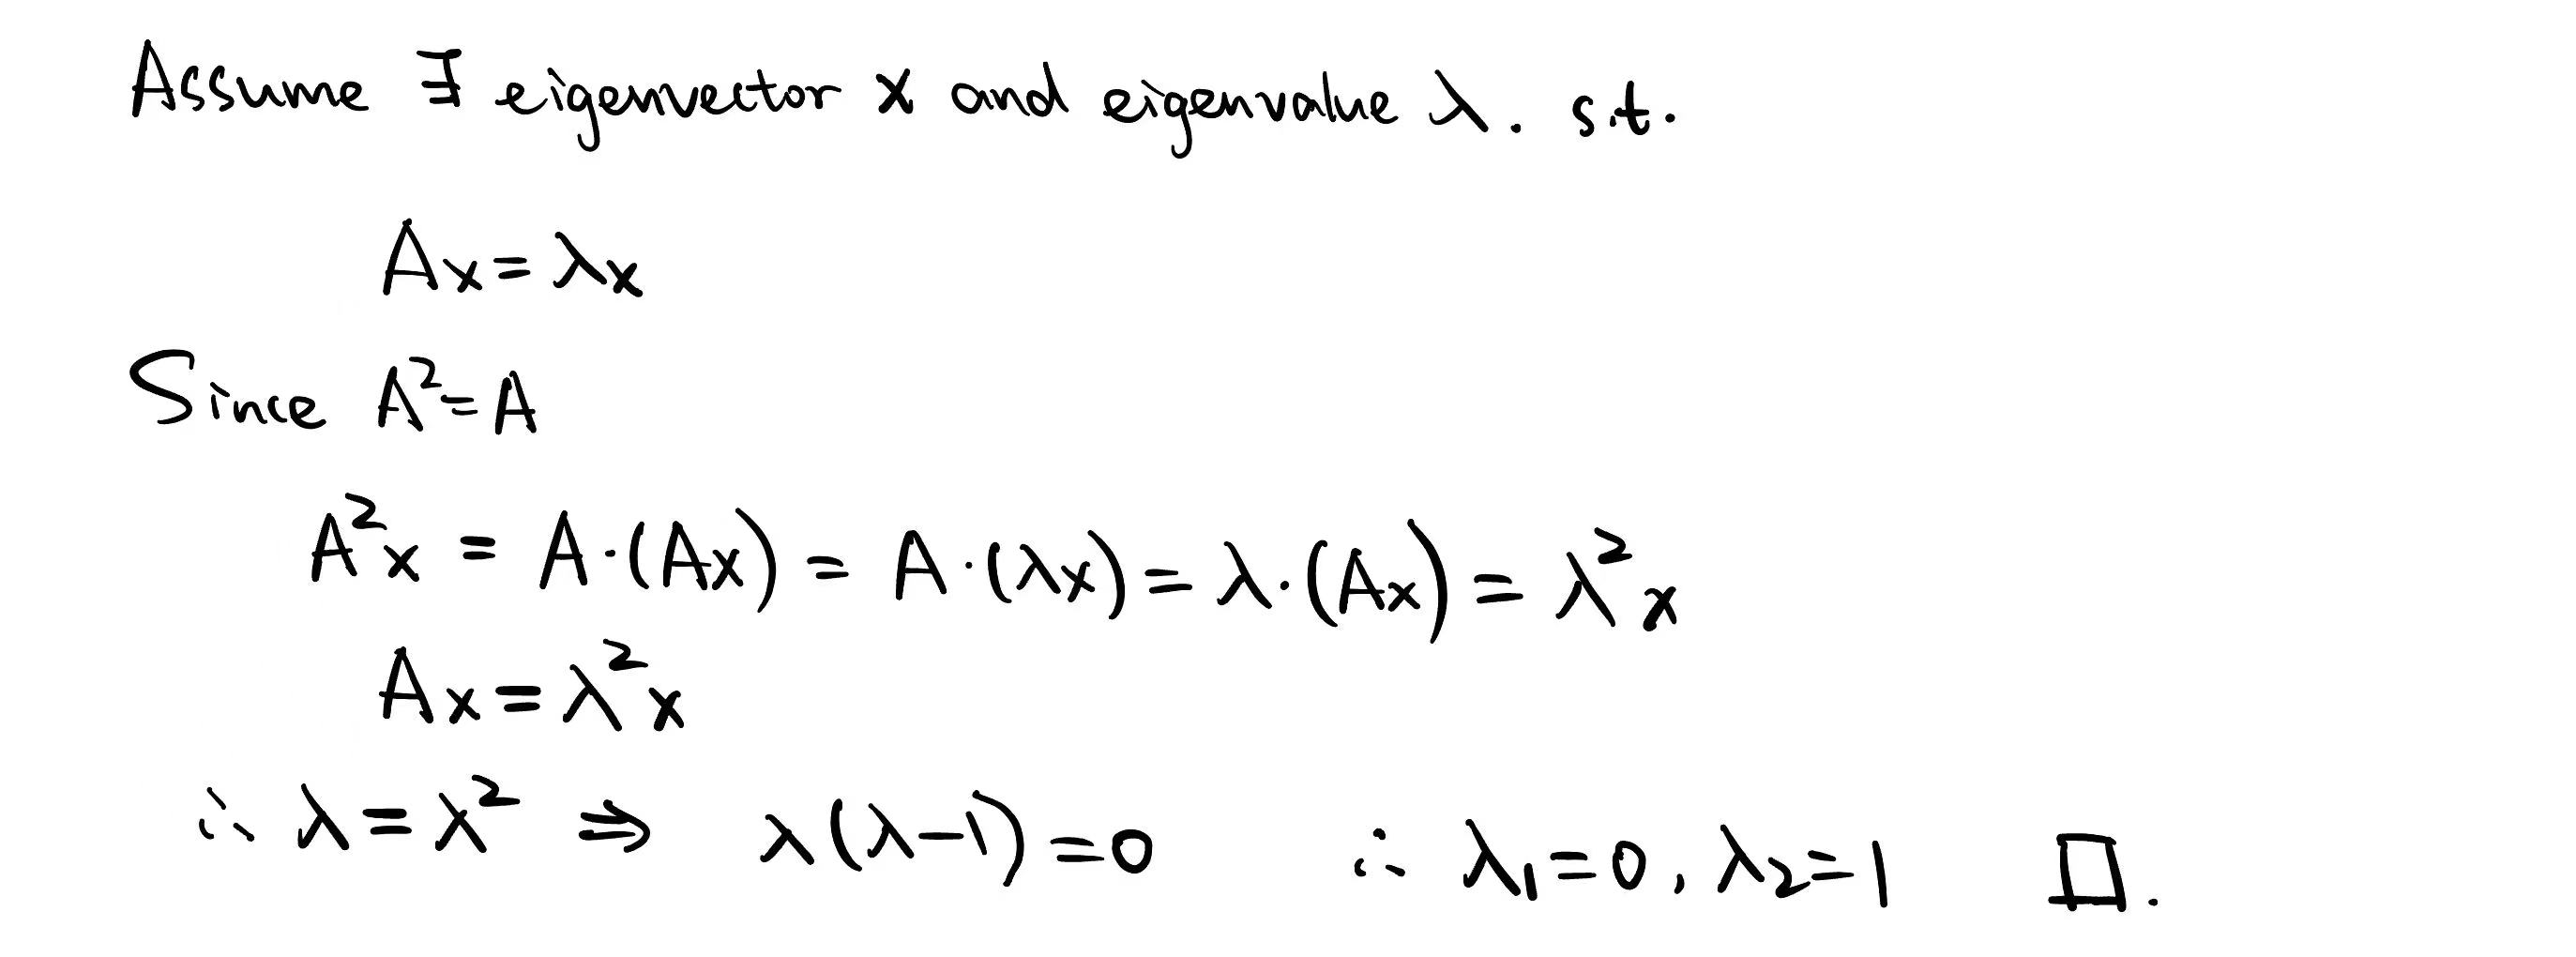 Assume ∃ eigenvector x and eigenvalue λ. s.t.
Ax = λx
Since A² = A
A²x = A·(Ax) = A·(λx) = λ·(Ax) = λ²x
Ax = λ²x
∴ λ = λ² ⇒ λ(λ-1) = 0 ∴ λ₁ = 0, λ₂ = 1 □.